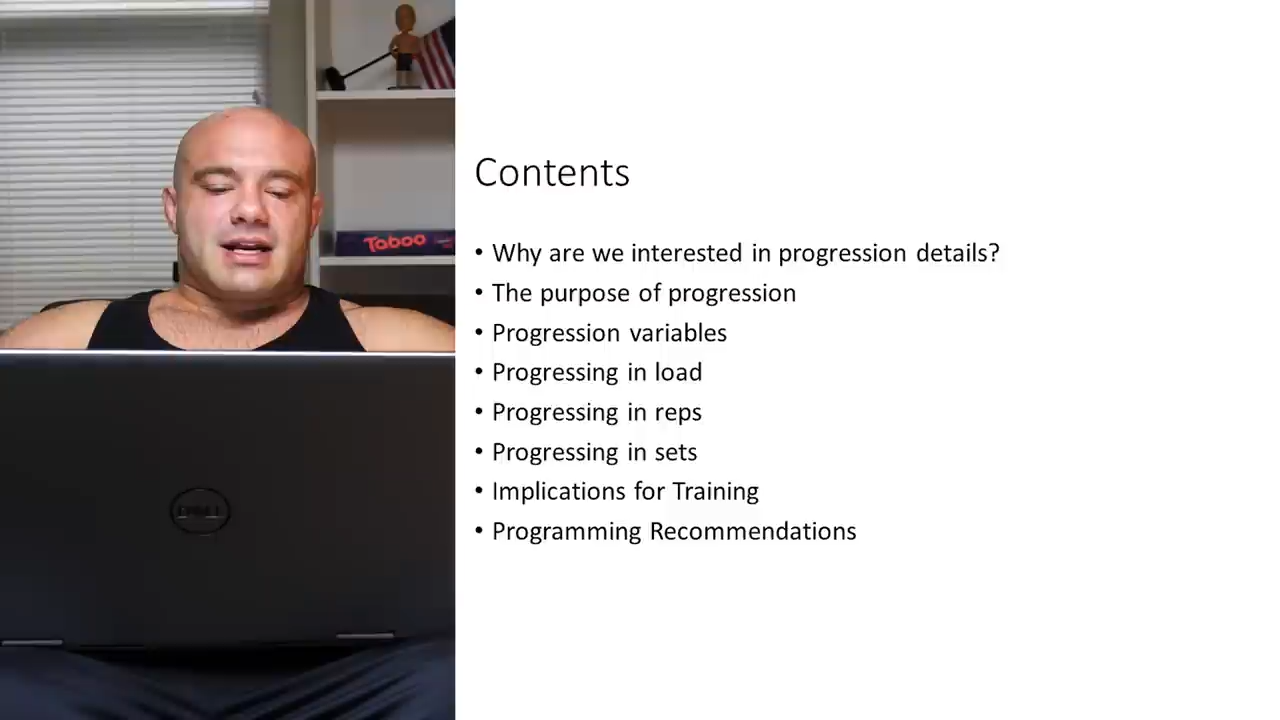 Taboo
DELL
Contents
• Why are we interested in progression details?
• The purpose of progression
• Progression variables
• Progressing in load
• Progressing in reps
• Progressing in sets
• Implications for Training
• Programming Recommendations